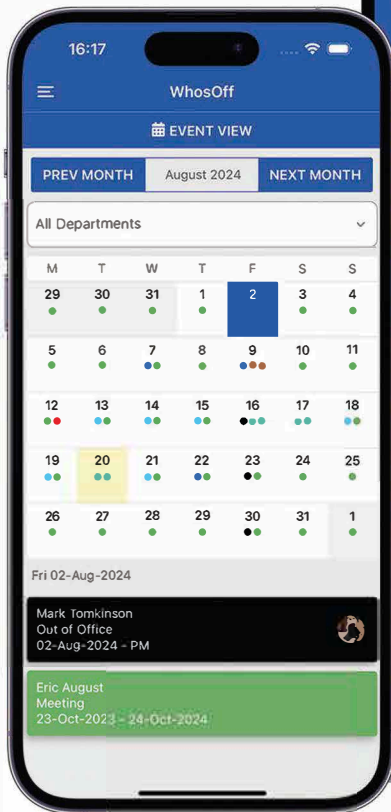 16:17
WhosOff
EVENT VIEW
PREV MONTH August 2024 NEXT MONTH
All Departments
M T W T F S S
29 30 31 1 2 3 4
5 6 7 8 9 10 11
12 13 14 15 16 17 18
19 20 21 22 23 24 25
26 27 28 29 30 31 1
Fri 02-Aug-2024
Mark Tomkinson
Out of Office
02-Aug-2024 - PM
Eric August
Meeting
23-Oct-2023 - 24-Oct-2024